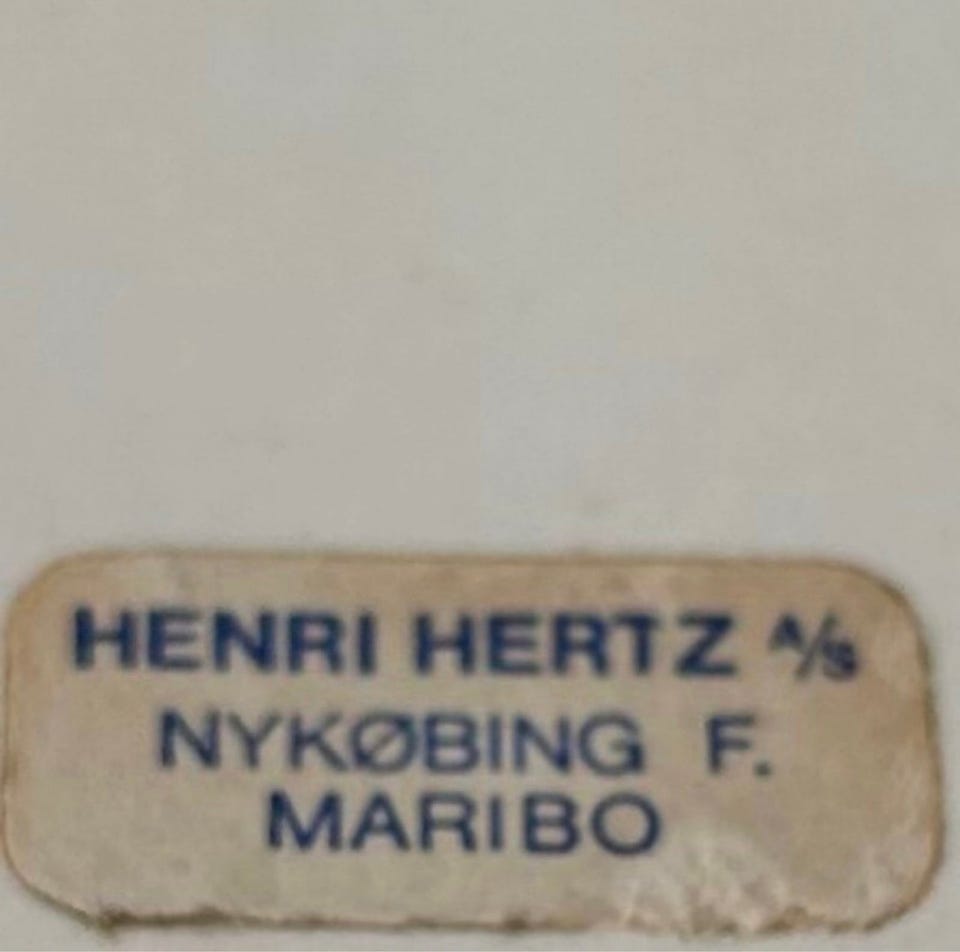 HENRI HERTZ A/S
NYKØBING F.
MARIBO